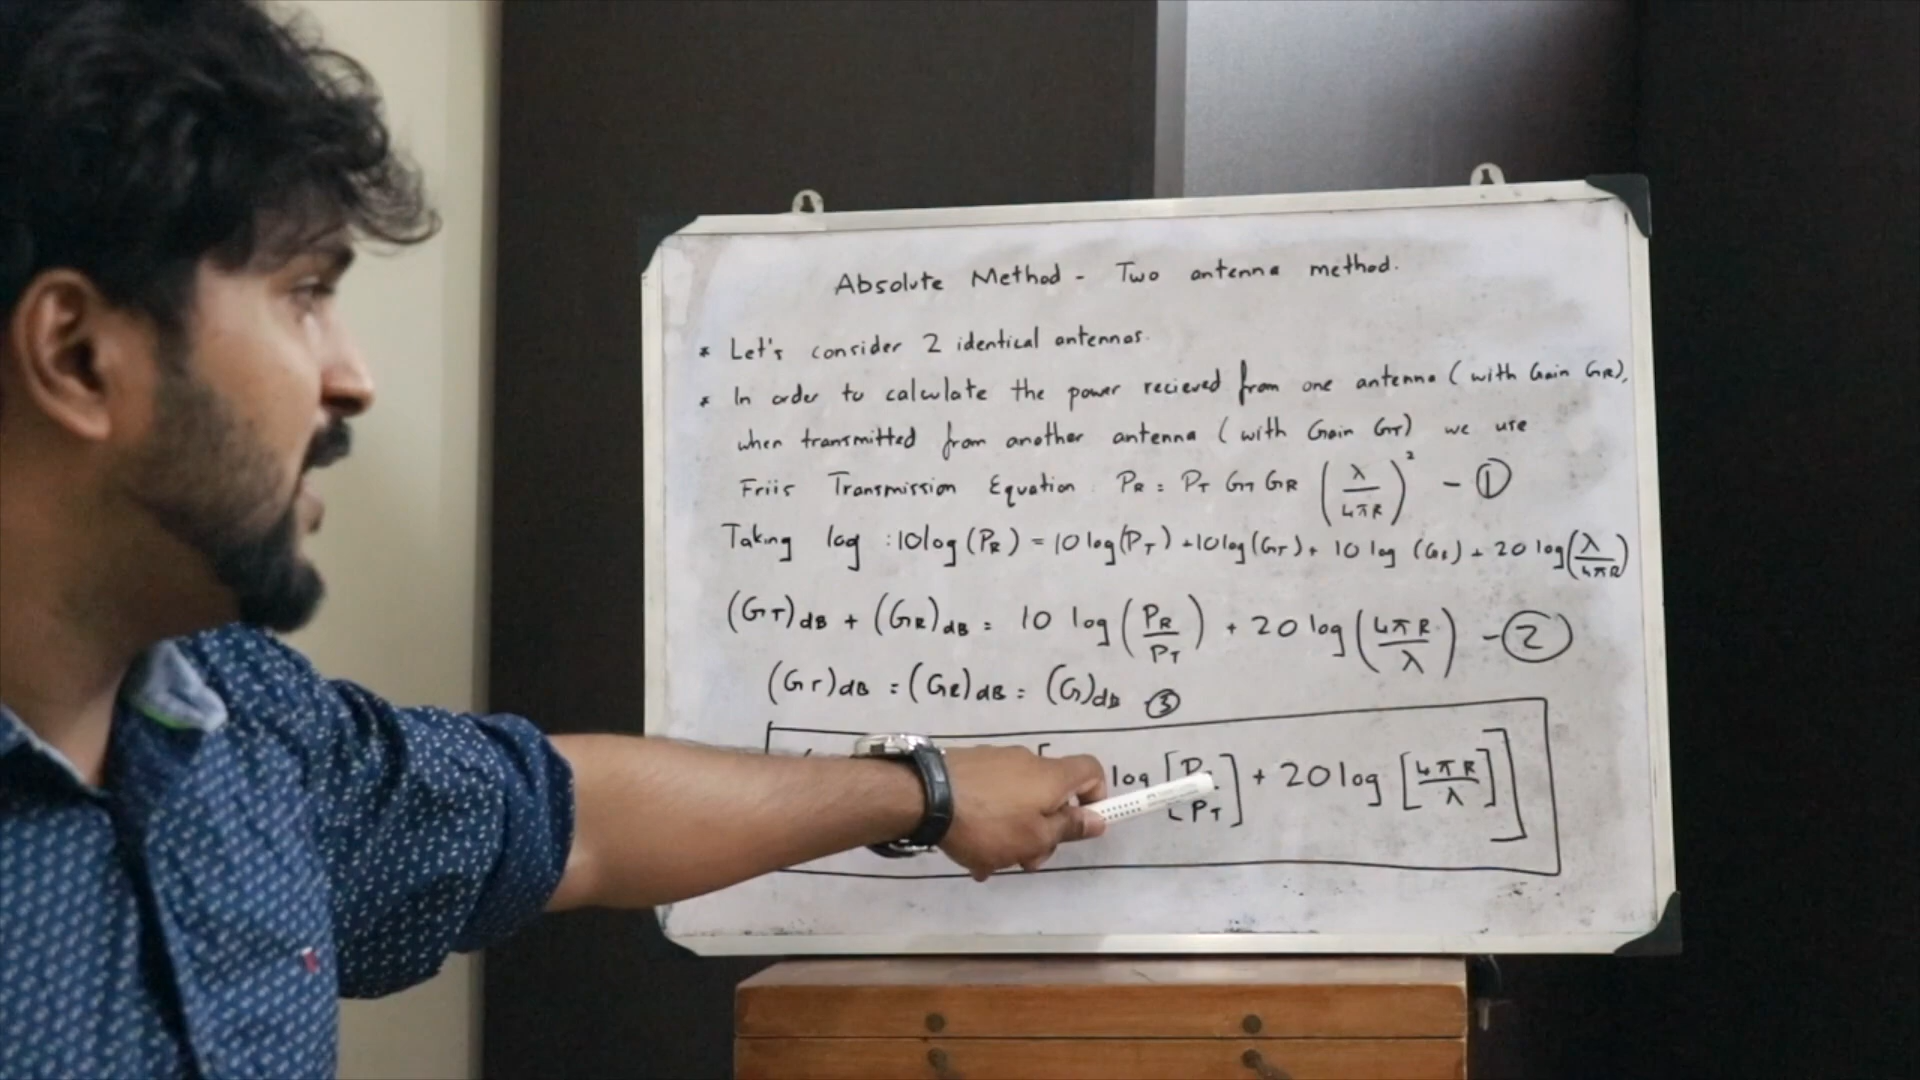 Absolute Method - Two antenna method.
* Let's consider 2 identical antennas.
* In order to calculate the power recieved from one antenna (with Gain GR),
when transmitted from another antenna (with Gain GT) we use
Friis Transmission Equation : PR = PT GT GR (λ/4πR)² - ①
Taking log : 10log(PR) = 10log(PT) + 10log(GT) + 10 log (GR) + 20 log(λ/4πR)
(GT)dB + (GR)dB = 10 log(PR/PT) + 20 log(4πR/λ) - ②
(GT)dB = (GR)dB = (G)dB ③
log [P /PT] + 20 log [4πR/λ]]